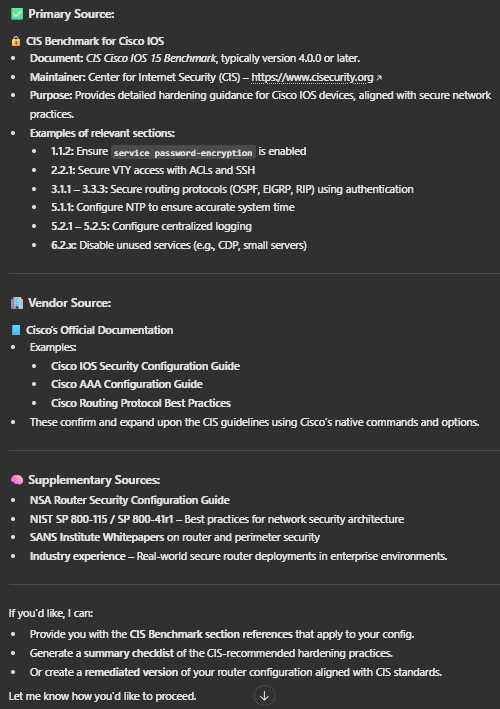 ✅ Primary Source:
🔒 CIS Benchmark for Cisco IOS
• Document: CIS Cisco IOS 15 Benchmark, typically version 4.0.0 or later.
• Maintainer: Center for Internet Security (CIS) – https://www.cisecurity.org ↗
• Purpose: Provides detailed hardening guidance for Cisco IOS devices, aligned with secure network
practices.
• Examples of relevant sections:
• 1.1.2: Ensure service password-encryption is enabled
• 2.2.1: Secure VTY access with ACLs and SSH
• 3.1.1 – 3.3.3: Secure routing protocols (OSPF, EIGRP, RIP) using authentication
• 5.1.1: Configure NTP to ensure accurate system time
• 5.2.1 – 5.2.5: Configure centralized logging
• 6.2.x: Disable unused services (e.g., CDP, small servers)
🏢 Vendor Source:
📘 Cisco's Official Documentation
• Examples:
• Cisco IOS Security Configuration Guide
• Cisco AAA Configuration Guide
• Cisco Routing Protocol Best Practices
• These confirm and expand upon the CIS guidelines using Cisco's native commands and options.
🧠 Supplementary Sources:
• NSA Router Security Configuration Guide
• NIST SP 800-115 / SP 800-41r1 – Best practices for network security architecture
• SANS Institute Whitepapers on router and perimeter security
• Industry experience – Real-world secure router deployments in enterprise environments.
If you'd like, I can:
• Provide you with the CIS Benchmark section references that apply to your config.
• Generate a summary checklist of the CIS-recommended hardening practices.
• Or create a remediated version of your router configuration aligned with CIS standards.
Let me know how you'd like to proceed.